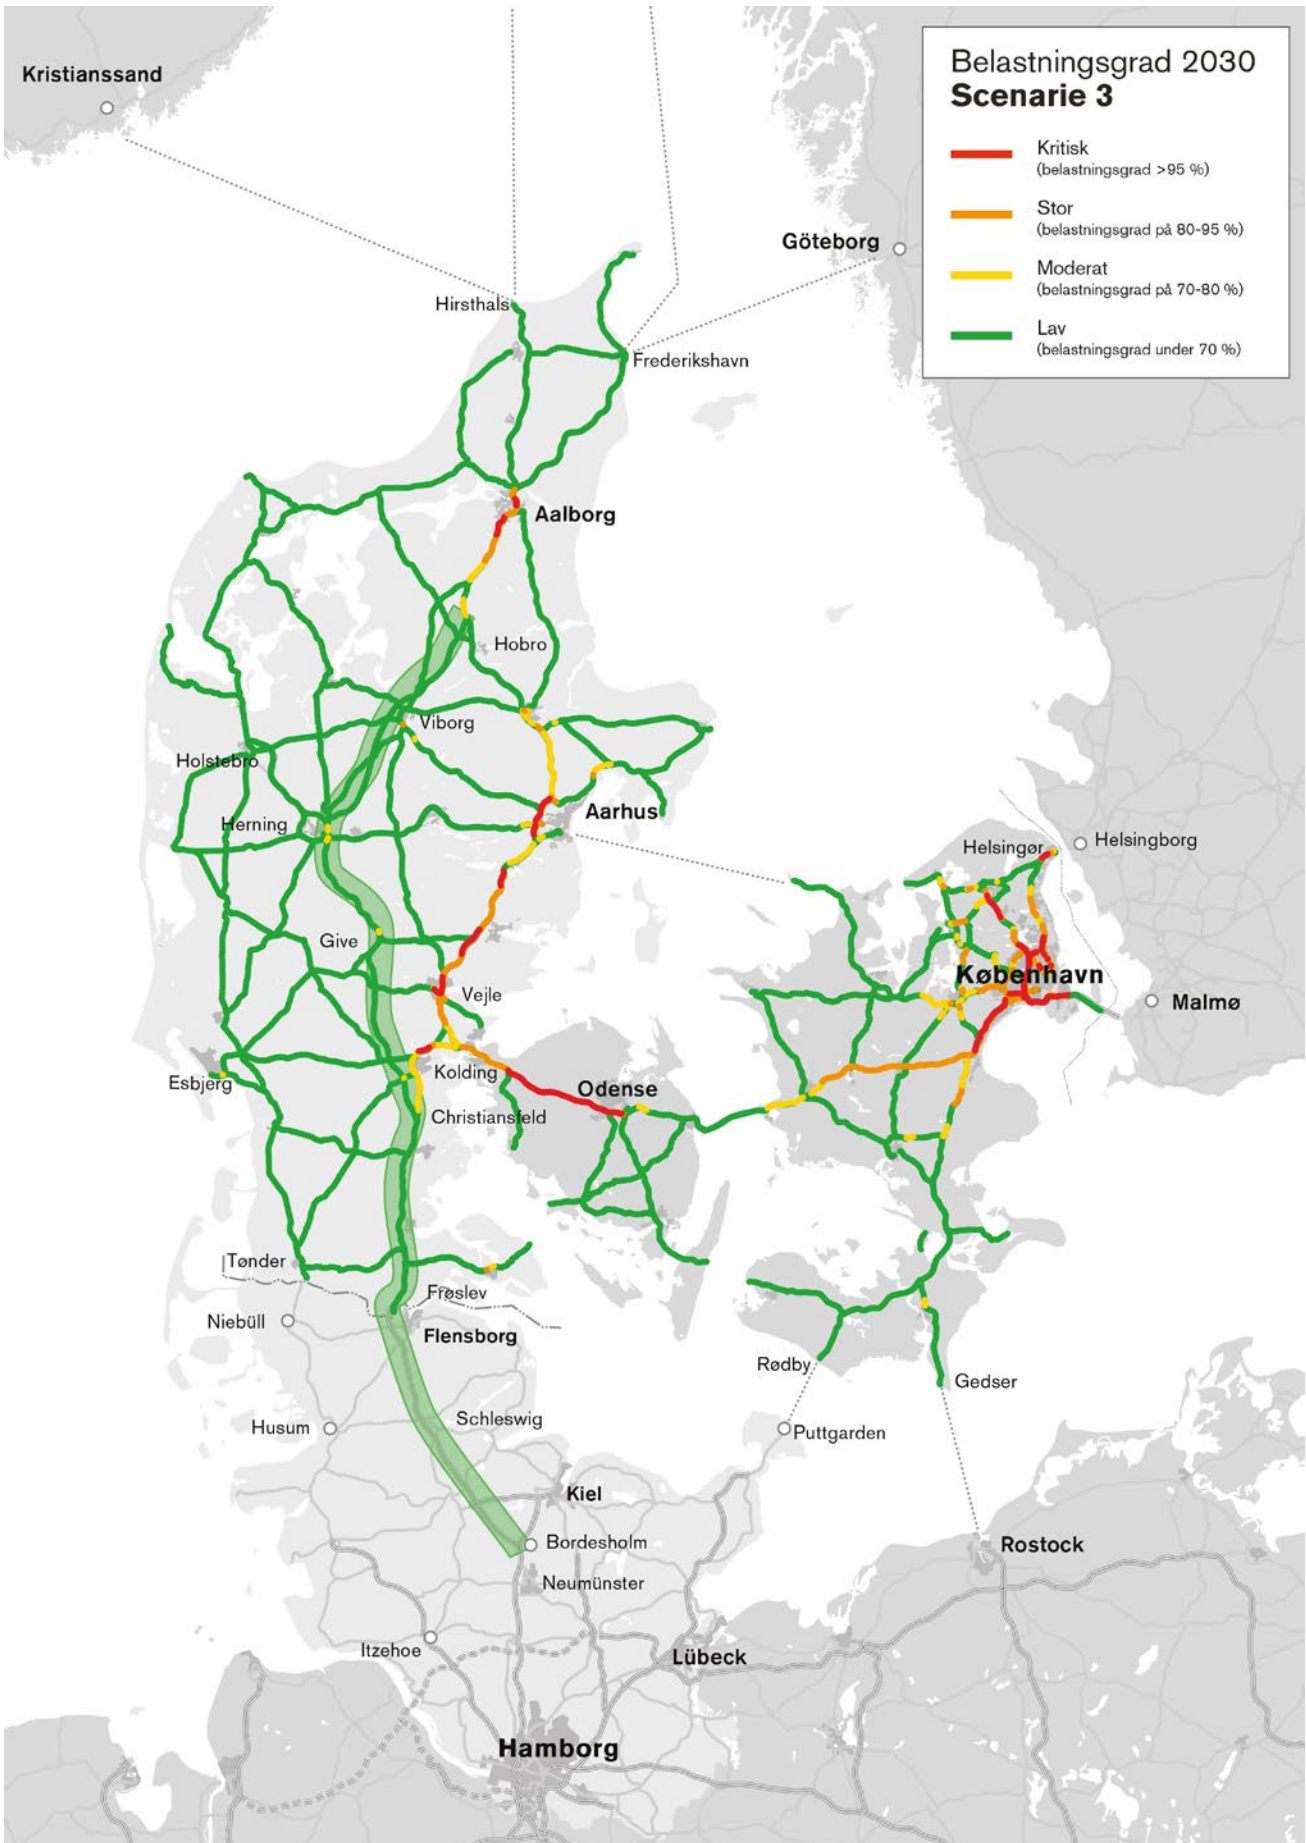 Belastningsgrad 2030
Scenarie 3
Kritisk
(belastningsgrad >95 %)
Stor
(belastningsgrad på 80-95 %)
Moderat
(belastningsgrad på 70-80 %)
Lav
(belastningsgrad under 70 %)
Kristianssand
Göteborg
Hirsthals
Frederikshavn
Aalborg
Hobro
Viborg
Holstebro
Herning
Aarhus
Helsingør
Helsingborg
Give
København
Vejle
Malmø
Kolding
Esbjerg
Odense
Christiansfeld
Tønder
Frøslev
Niebüll
Flensborg
Rødby
Gedser
Schleswig
Husum
Puttgarden
Kiel
Bordesholm
Rostock
Neumünster
Itzehoe
Lübeck
Hamborg